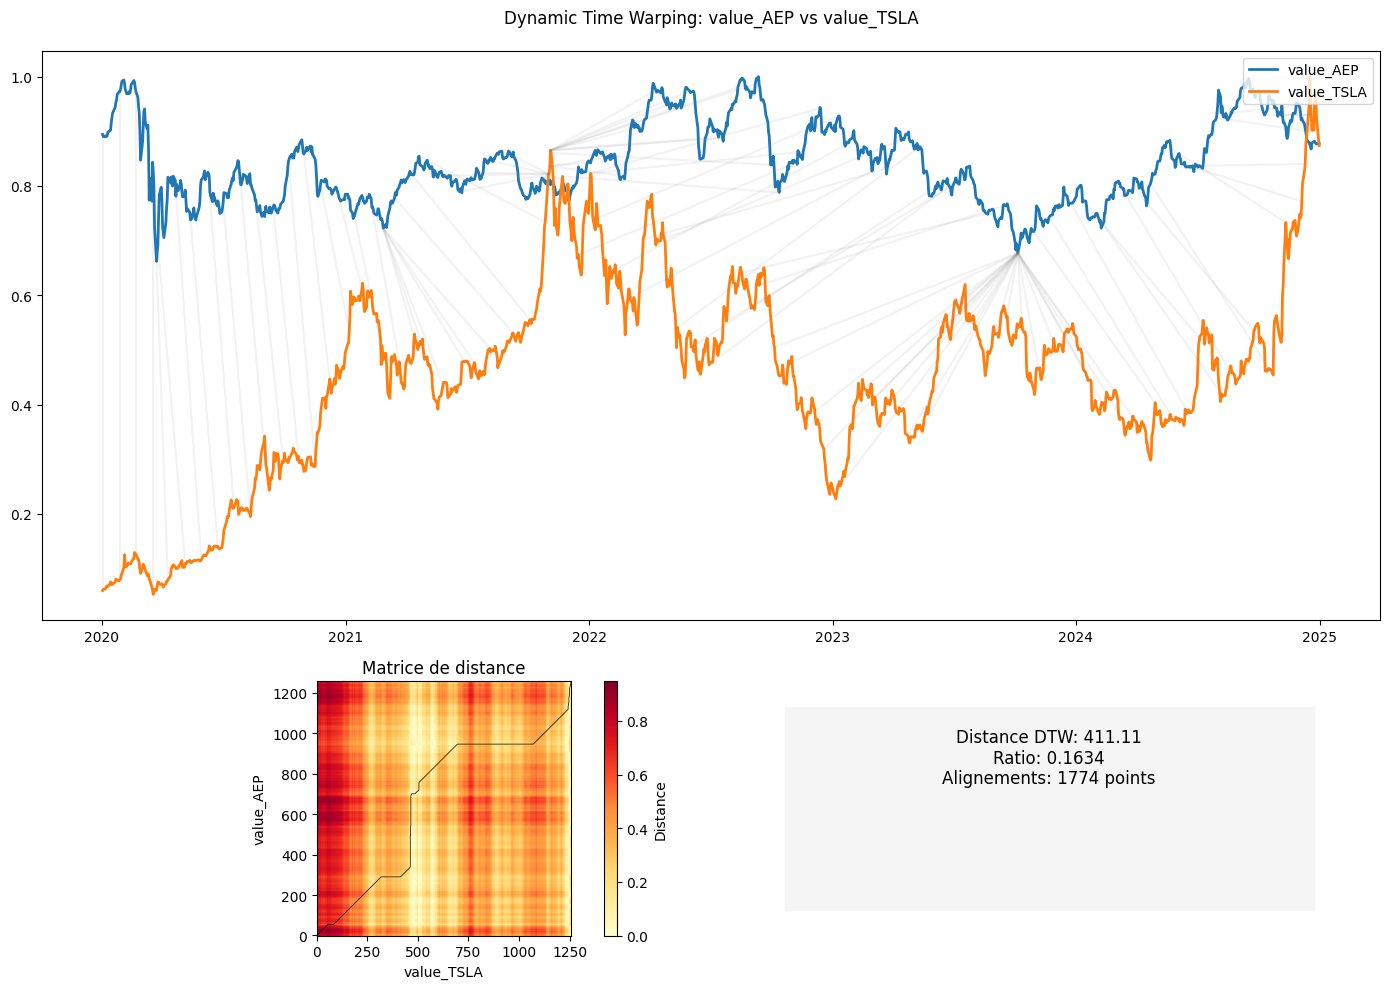 Dynamic Time Warping: value_AEP vs value_TSLA
value_AEP
value_TSLA
1.0
0.8
0.6
0.4
0.2
2020 2021 2022 2023 2024 2025
Matrice de distance
value_AEP
1200
1000
800
600
400
200
0
0 250 500 750 1000 1250
value_TSLA
0.8
0.6
0.4
0.2
0.0
Distance
Distance DTW: 411.11
Ratio: 0.1634
Alignements: 1774 points